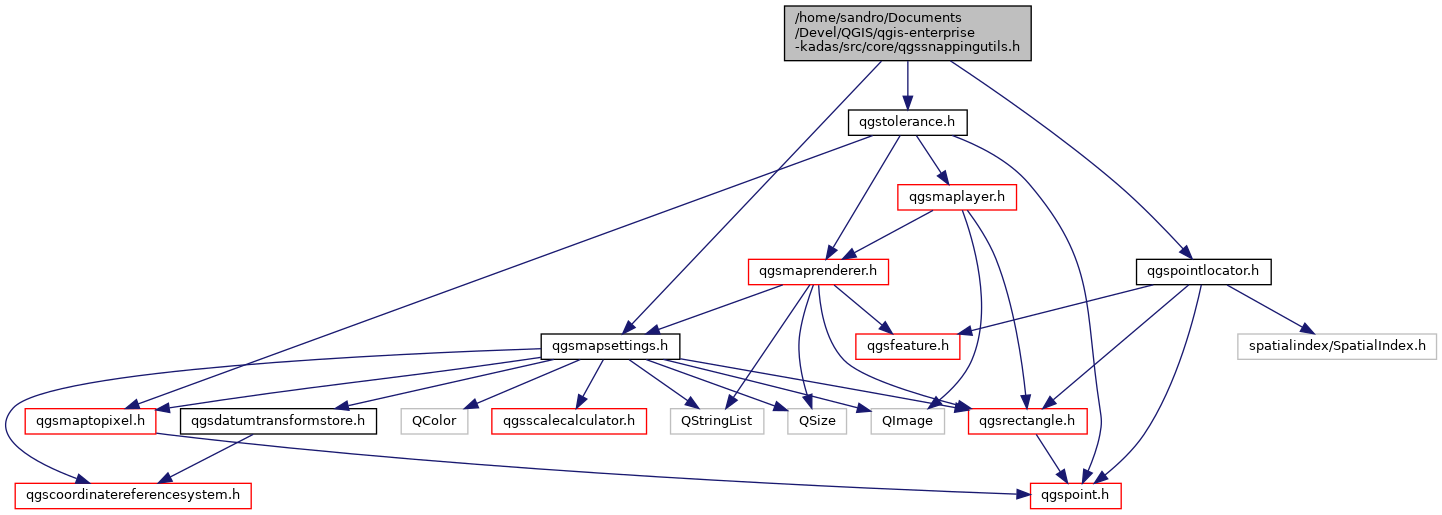 /home/sandro/Documents
/Devel/QGIS/qgis-enterprise
-kadas/src/core/qgssnappingutils.h
qgstolerance.h
qgsmaplayer.h
qgsmaprenderer.h
qgspointlocator.h
qgsmapsettings.h
qgsfeature.h
spatialindex/SpatialIndex.h
qgsmaptopixel.h
qgsdatumtransformstore.h
QColor
qgsscalecalculator.h
QStringList
QSize
QImage
qgsrectangle.h
qgscoordinatereferencesystem.h
qgspoint.h